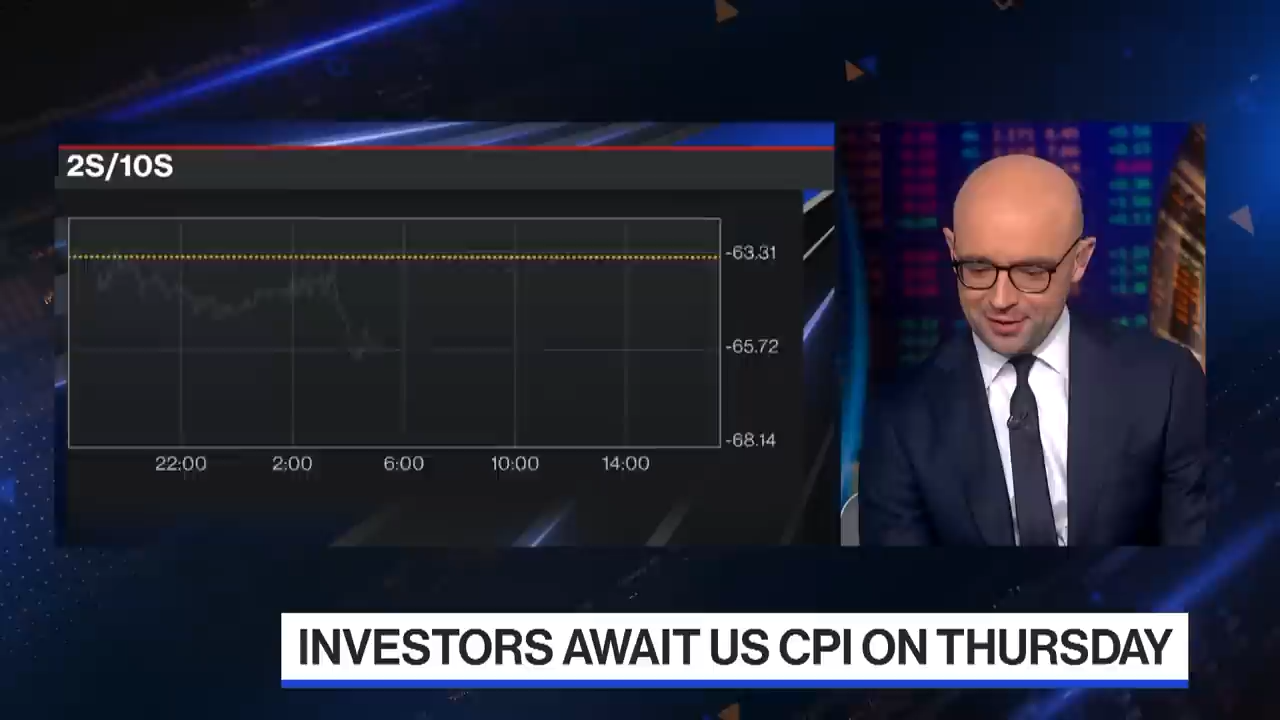 2S/10S
-63.31
-65.72
-68.14
22:00 2:00 6:00 10:00 14:00
INVESTORS AWAIT US CPI ON THURSDAY